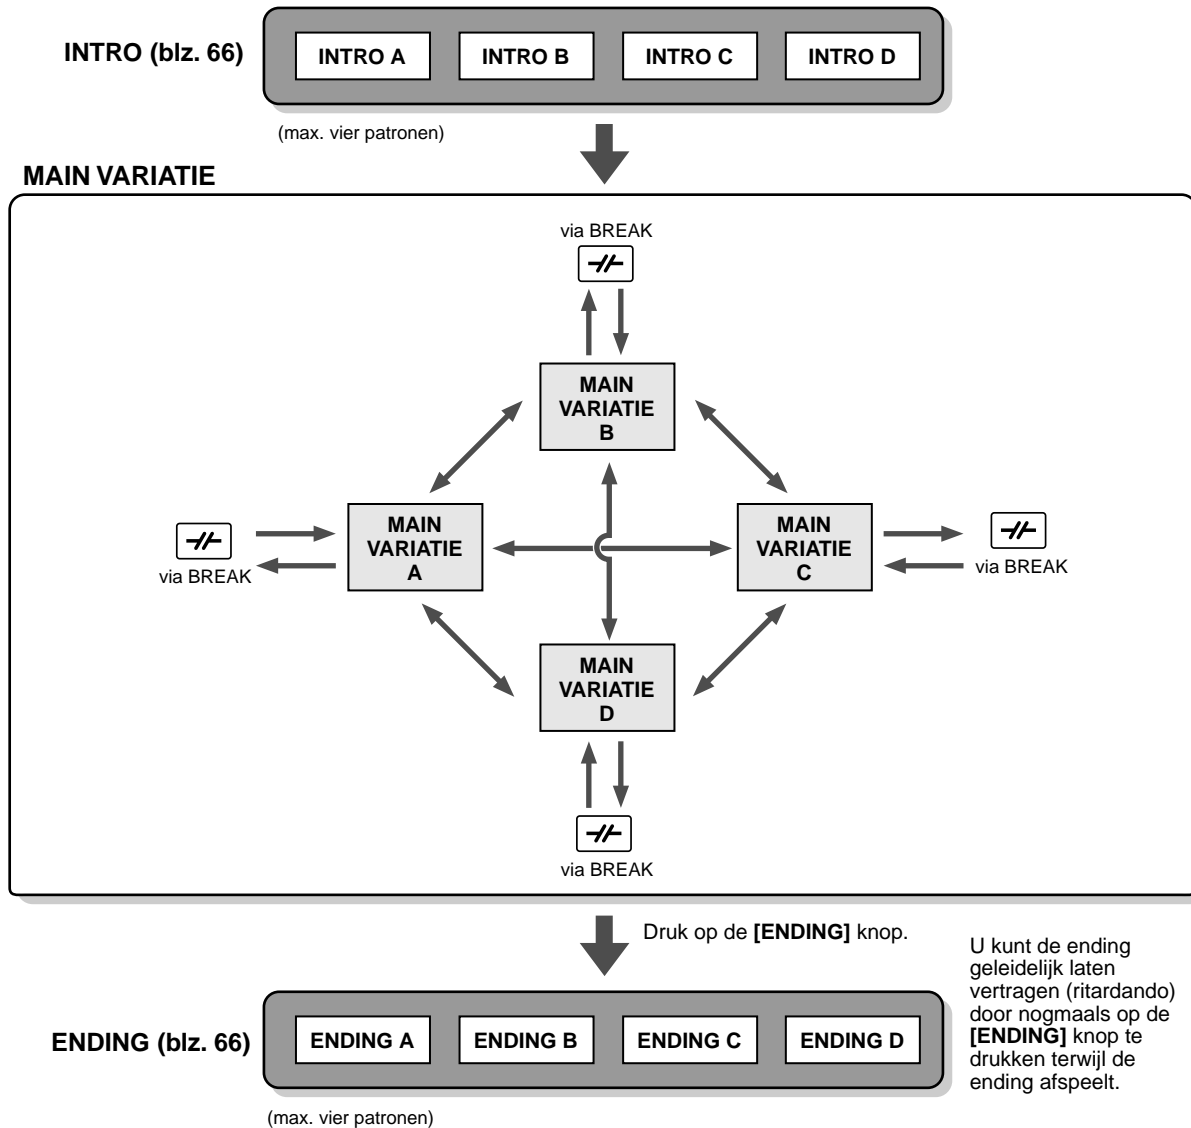 INTRO (blz. 66)
INTRO A
INTRO B
INTRO C
INTRO D
(max. vier patronen)
MAIN VARIATIE
via BREAK
MAIN
VARIATIE
B
via BREAK
MAIN
VARIATIE
A
MAIN
VARIATIE
C
via BREAK
MAIN
VARIATIE
D
via BREAK
Druk op de [ENDING] knop.
U kunt de ending
geleidelijk laten
vertragen (ritardando)
door nogmaals op de
[ENDING] knop te
drukken terwijl de
ending afspeelt.
ENDING (blz. 66)
ENDING A
ENDING B
ENDING C
ENDING D
(max. vier patronen)